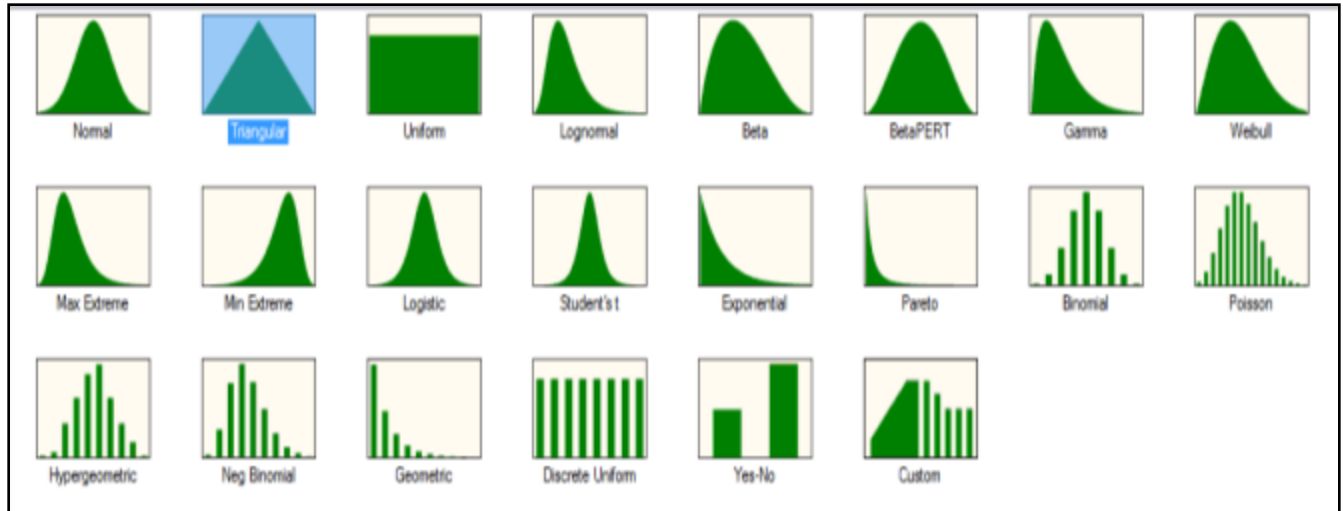 Normal
Triangular
Uniform
Lognormal
Beta
BetaPERT
Gamma
Weibull
Max Extreme
Min Extreme
Logistic
Student's t
Exponential
Pareto
Binomial
Poisson
Hypergeometric
Neg Binomial
Geometric
Discrete Uniform
Yes-No
Custom